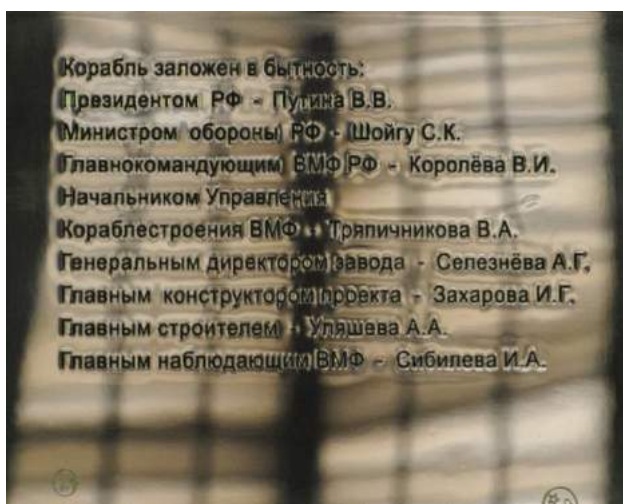 Корабль заложен в бытность:
Президентом РФ - Путина В.В.
Министром обороны РФ - Шойгу С.К.
Главнокомандующим ВМФ РФ - Королёва В.И.
Начальником Управления
Кораблестроения ВМФ - Тряпичникова В.А.
Генеральным директором завода - Селезнёва А.Г.
Главным конструктором проекта - Захарова И.Г.
Главным строителем - Уляшева А.А.
Главным наблюдающим ВМФ - Сибилева И.А.